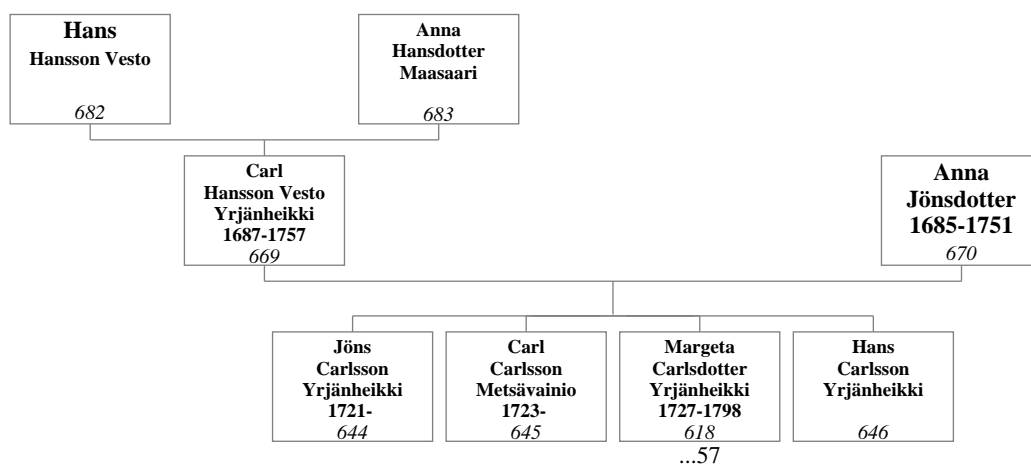 Hans
Hansson Vesto
682
Anna
Hansdotter
Maasaari
683
Carl
Hansson Vesto
Yrjänheikki
1687-1757
669
Anna
Jönsdotter
1685-1751
670
Jöns
Carlsson
Yrjänheikki
1721-
644
Carl
Carlsson
Metsävainio
1723-
645
Margeta
Carlsdotter
Yrjänheikki
1727-1798
618
...57
Hans
Carlsson
Yrjänheikki
646